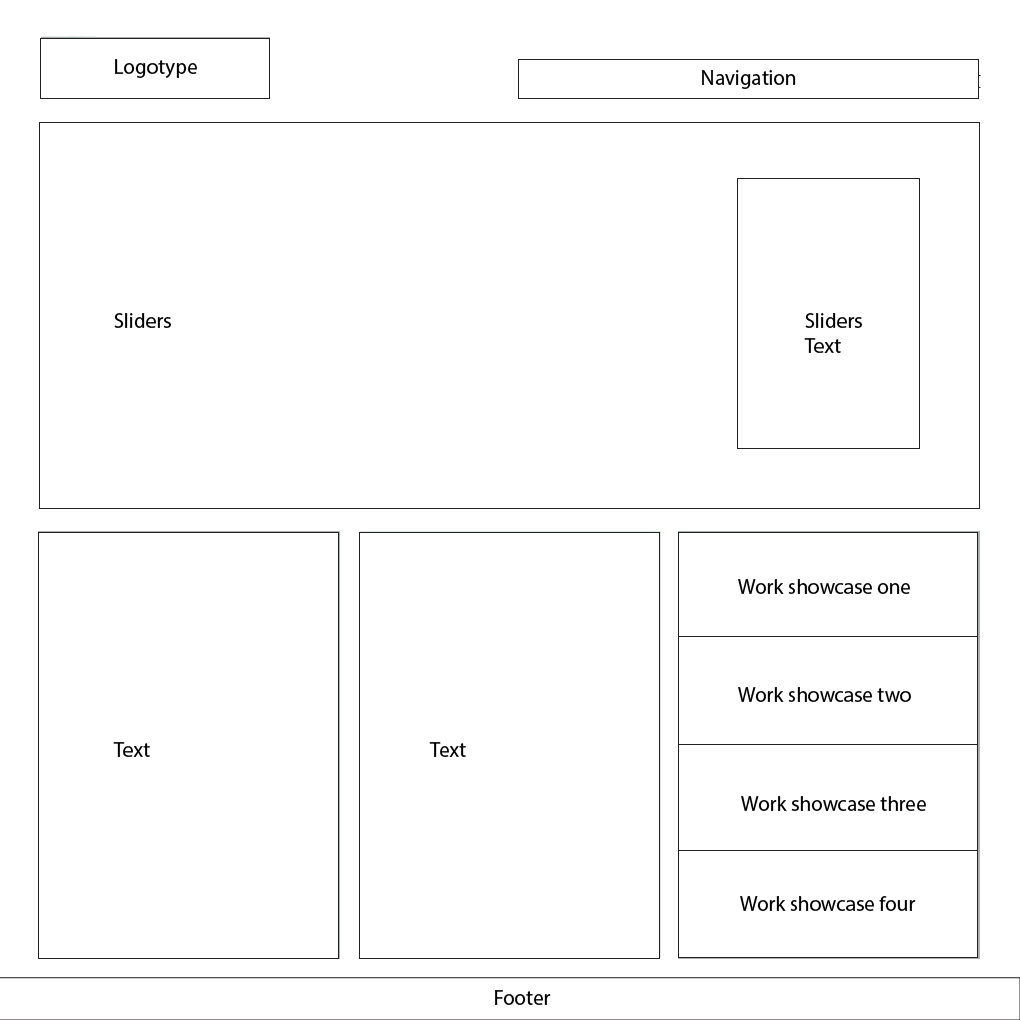 Logotype
Navigation
Sliders
Sliders
Text
Text
Text
Work showcase one
Work showcase two
Work showcase three
Work showcase four
Footer